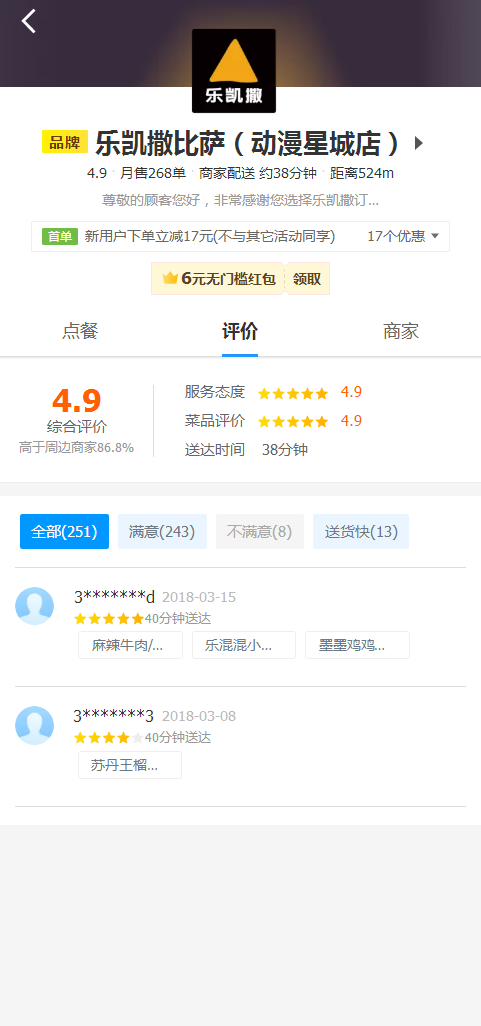 乐凯撒
品牌 乐凯撒比萨（动漫星城店）
4.9 月售268单 商家配送 约38分钟 距离524m
尊敬的顾客您好，非常感谢您选择乐凯撒订...
首单 新用户下单立减17元(不与其它活动同享) 17个优惠
6元无门槛红包 领取
点餐 评价 商家
4.9
综合评价
高于周边商家86.8%
服务态度 4.9
菜品评价 4.9
送达时间 38分钟
全部(251) 满意(243) 不满意(8) 送货快(13)
3*******d 2018-03-15
40分钟送达
麻辣牛肉/... 乐混混小... 墨墨鸡鸡...
3*******3 2018-03-08
40分钟送达
苏丹王榴...